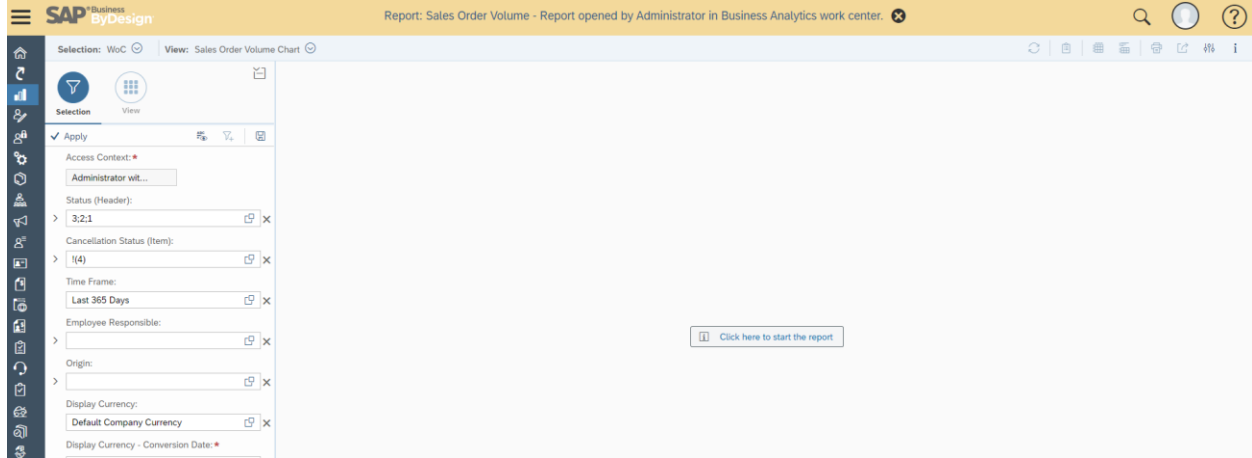 SAP Business ByDesign
Report: Sales Order Volume - Report opened by Administrator in Business Analytics work center.
Selection: WoC View: Sales Order Volume Chart
Selection View
Apply
Access Context: *
Administrator wit...
Status (Header):
3;2;1
Cancellation Status (Item):
!(4)
Time Frame:
Last 365 Days
Employee Responsible:
Origin:
Display Currency:
Default Company Currency
Display Currency - Conversion Date: *
Click here to start the report